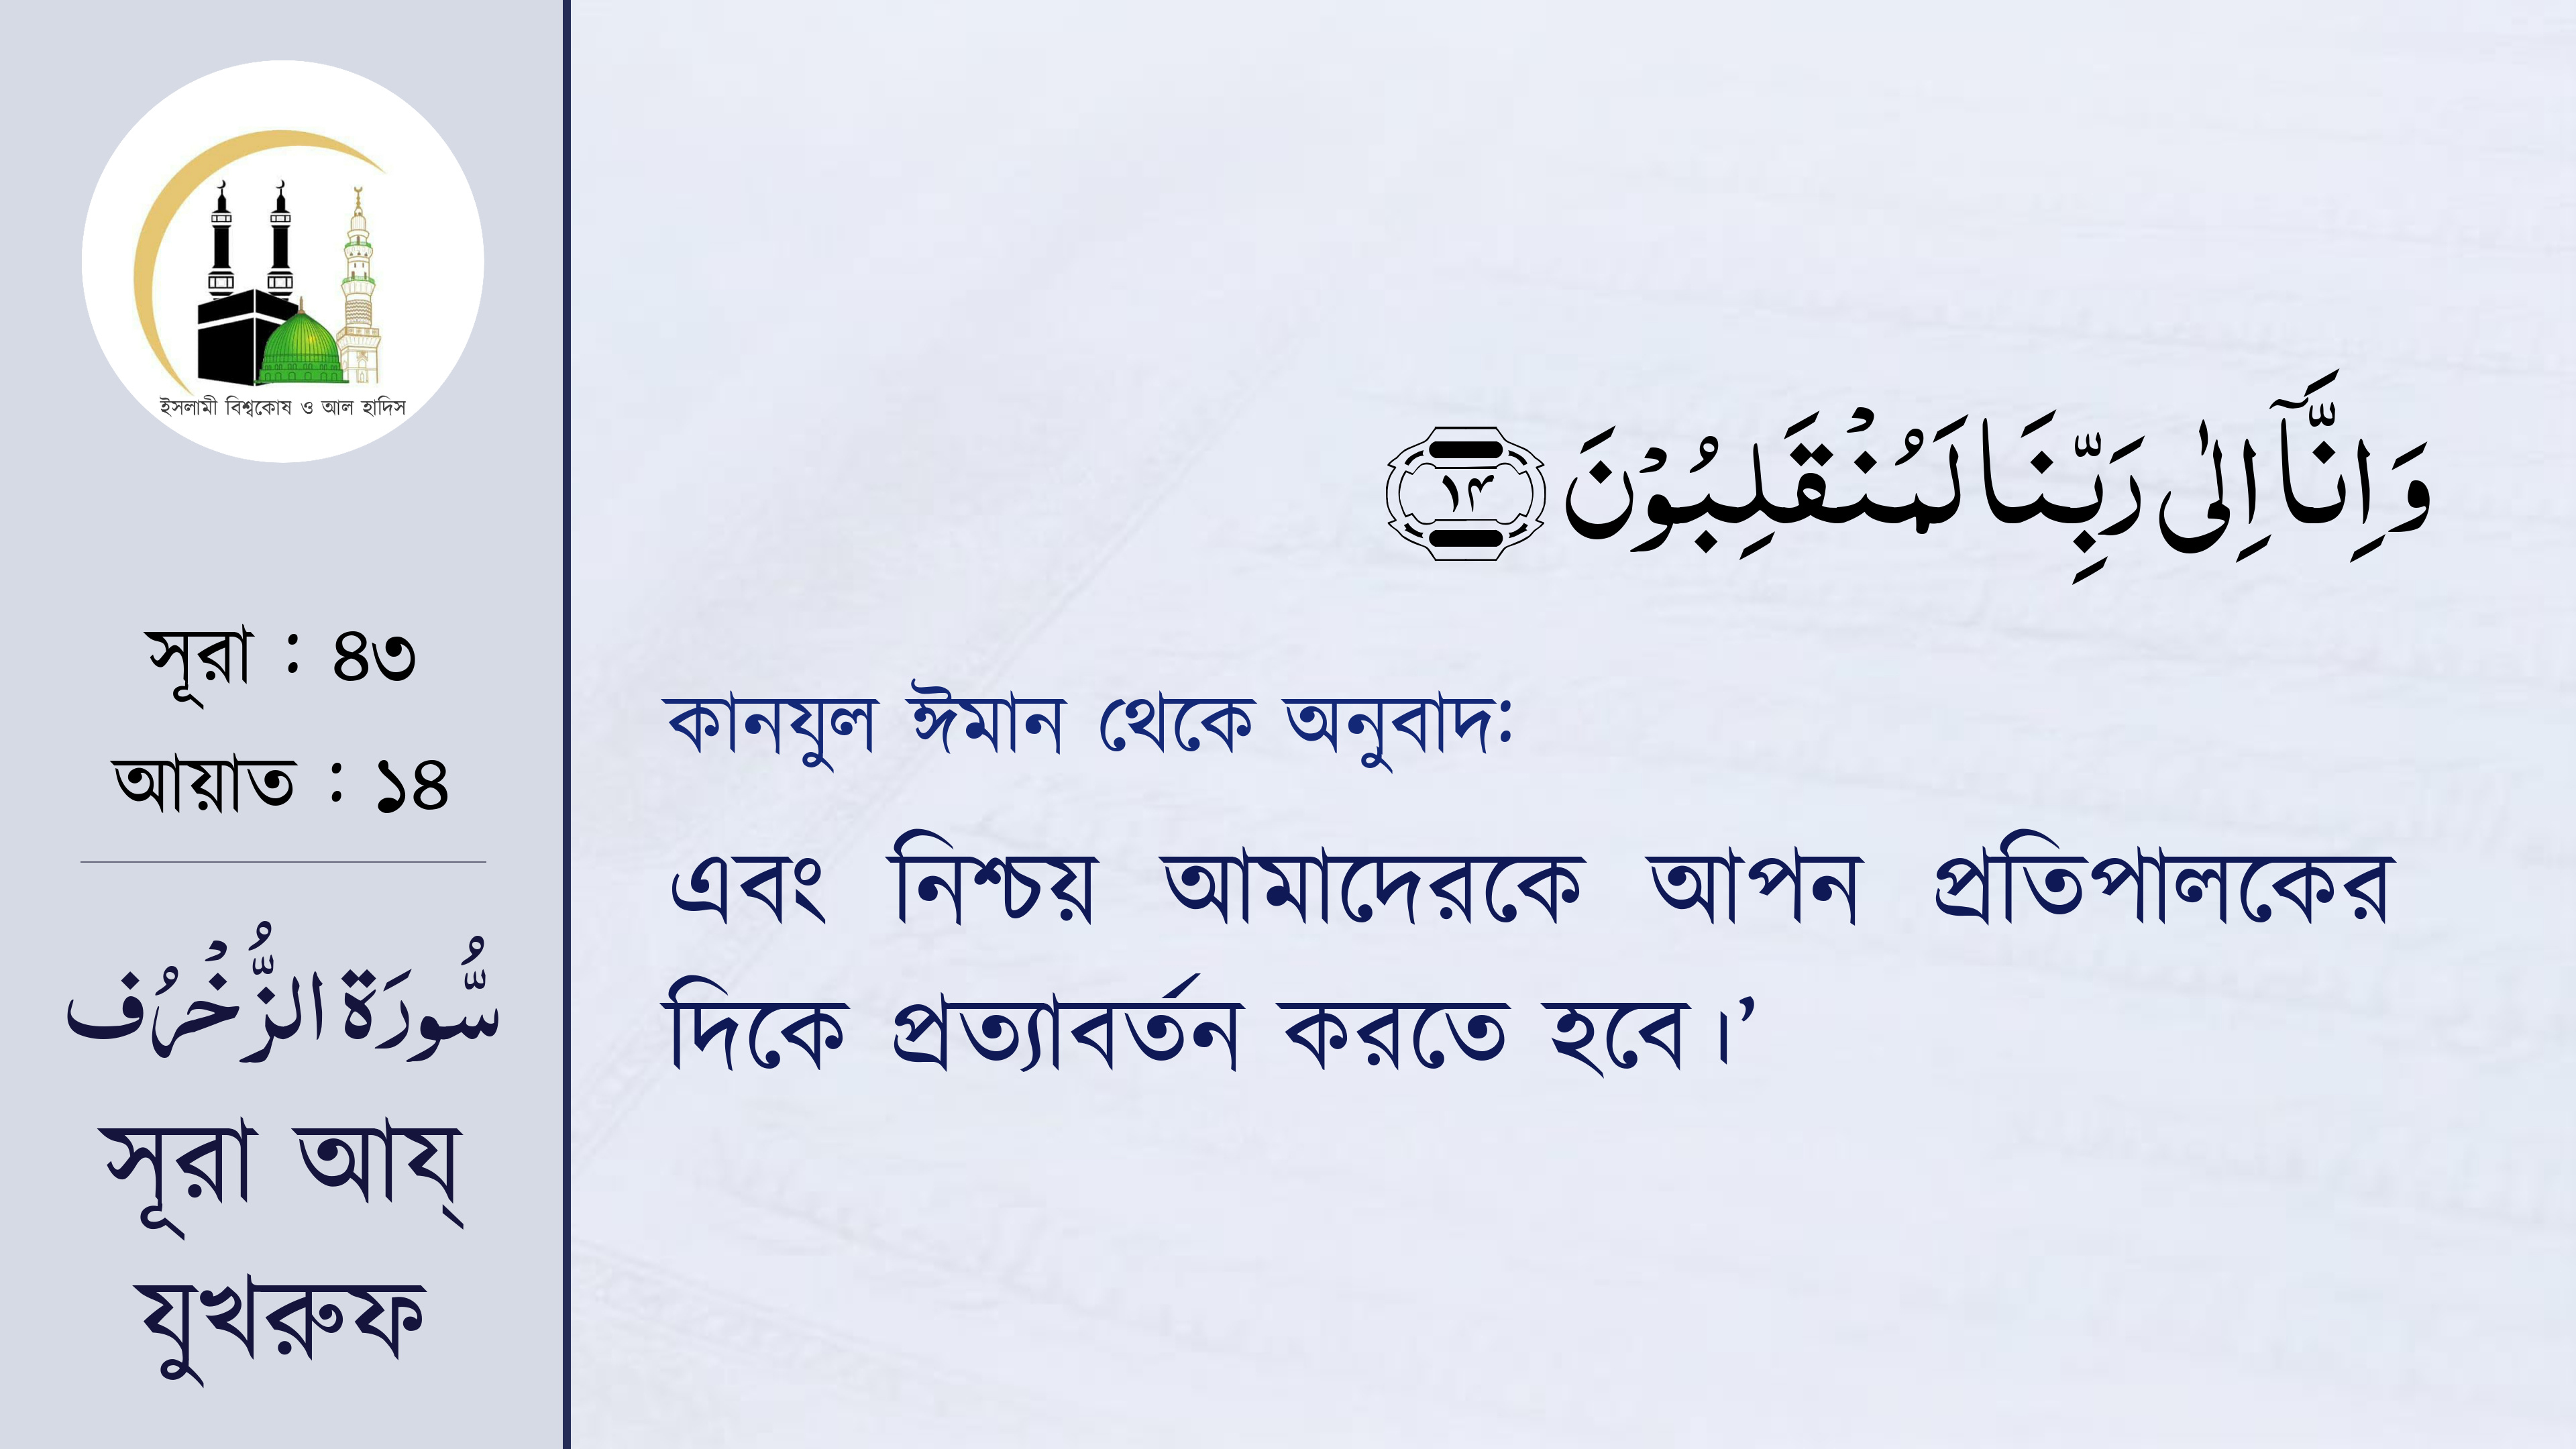 ইসলামী বিশ্বকোষ ও আল হাদিস
সূরা : ৪৩
আয়াত : ১৪
سُّورَة الزُّخْرُف
সূরা আয্
যুখরুফ
وَ اِنَّاۤ اِلٰى رَبِّنَا لَمُنْقَلِبُوْنَ ۱۴
কানযুল ঈমান থেকে অনুবাদ:
এবং নিশ্চয় আমাদেরকে আপন প্রতিপালকের
দিকে প্রত্যাবর্তন করতে হবে।’